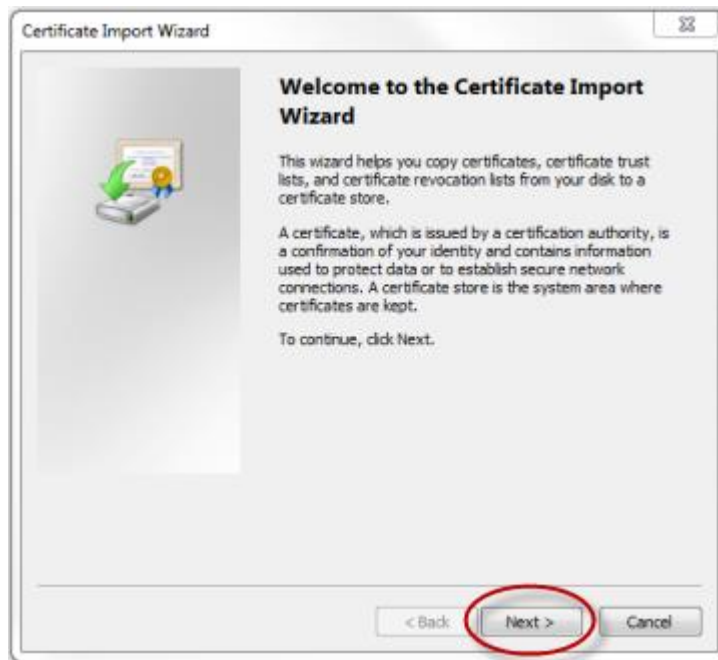 Certificate Import Wizard
Welcome to the Certificate Import
Wizard
This wizard helps you copy certificates, certificate trust
lists, and certificate revocation lists from your disk to a
certificate store.
A certificate, which is issued by a certification authority, is
a confirmation of your identity and contains information
used to protect data or to establish secure network
connections. A certificate store is the system area where
certificates are kept.
To continue, click Next.
< Back Next > Cancel